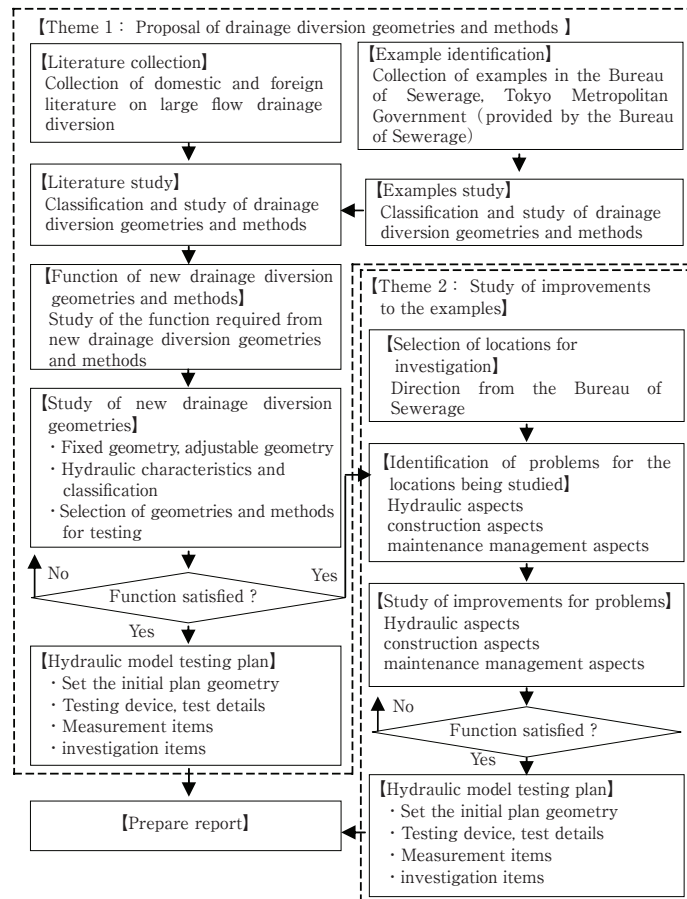 【Theme 1： Proposal of drainage diversion geometries and methods 】
【Literature collection】
Collection of domestic and foreign
literature on large flow drainage
diversion
【Example identification】
Collection of examples in the Bureau
of Sewerage, Tokyo Metropolitan
Government（provided by the Bureau
of Sewerage）
【Literature study】
Classification and study of drainage
diversion geometries and methods
【Examples study】
Classification and study of drainage
diversion geometries and methods
【Function of new drainage diversion
geometries and methods】
Study of the function required from
new drainage diversion geometries
and methods
【Study of new drainage diversion
geometries】
・Fixed geometry, adjustable geometry
・Hydraulic characteristics and
classification
・Selection of geometries and methods
for testing
No
Yes
Function satisfied ?
Yes
【Hydraulic model testing plan】
・Set the initial plan geometry
・Testing device, test details
・Measurement items
・investigation items
【Prepare report】
【Theme 2： Study of improvements
to the examples】
【Selection of locations for
investigation】
Direction from the Bureau of
Sewerage
【Identification of problems for the
locations being studied】
Hydraulic aspects
construction aspects
maintenance management aspects
【Study of improvements for problems】
Hydraulic aspects
construction aspects
maintenance management aspects
No
Function satisfied ?
Yes
【Hydraulic model testing plan】
・Set the initial plan geometry
・Testing device, test details
・Measurement items
・investigation items